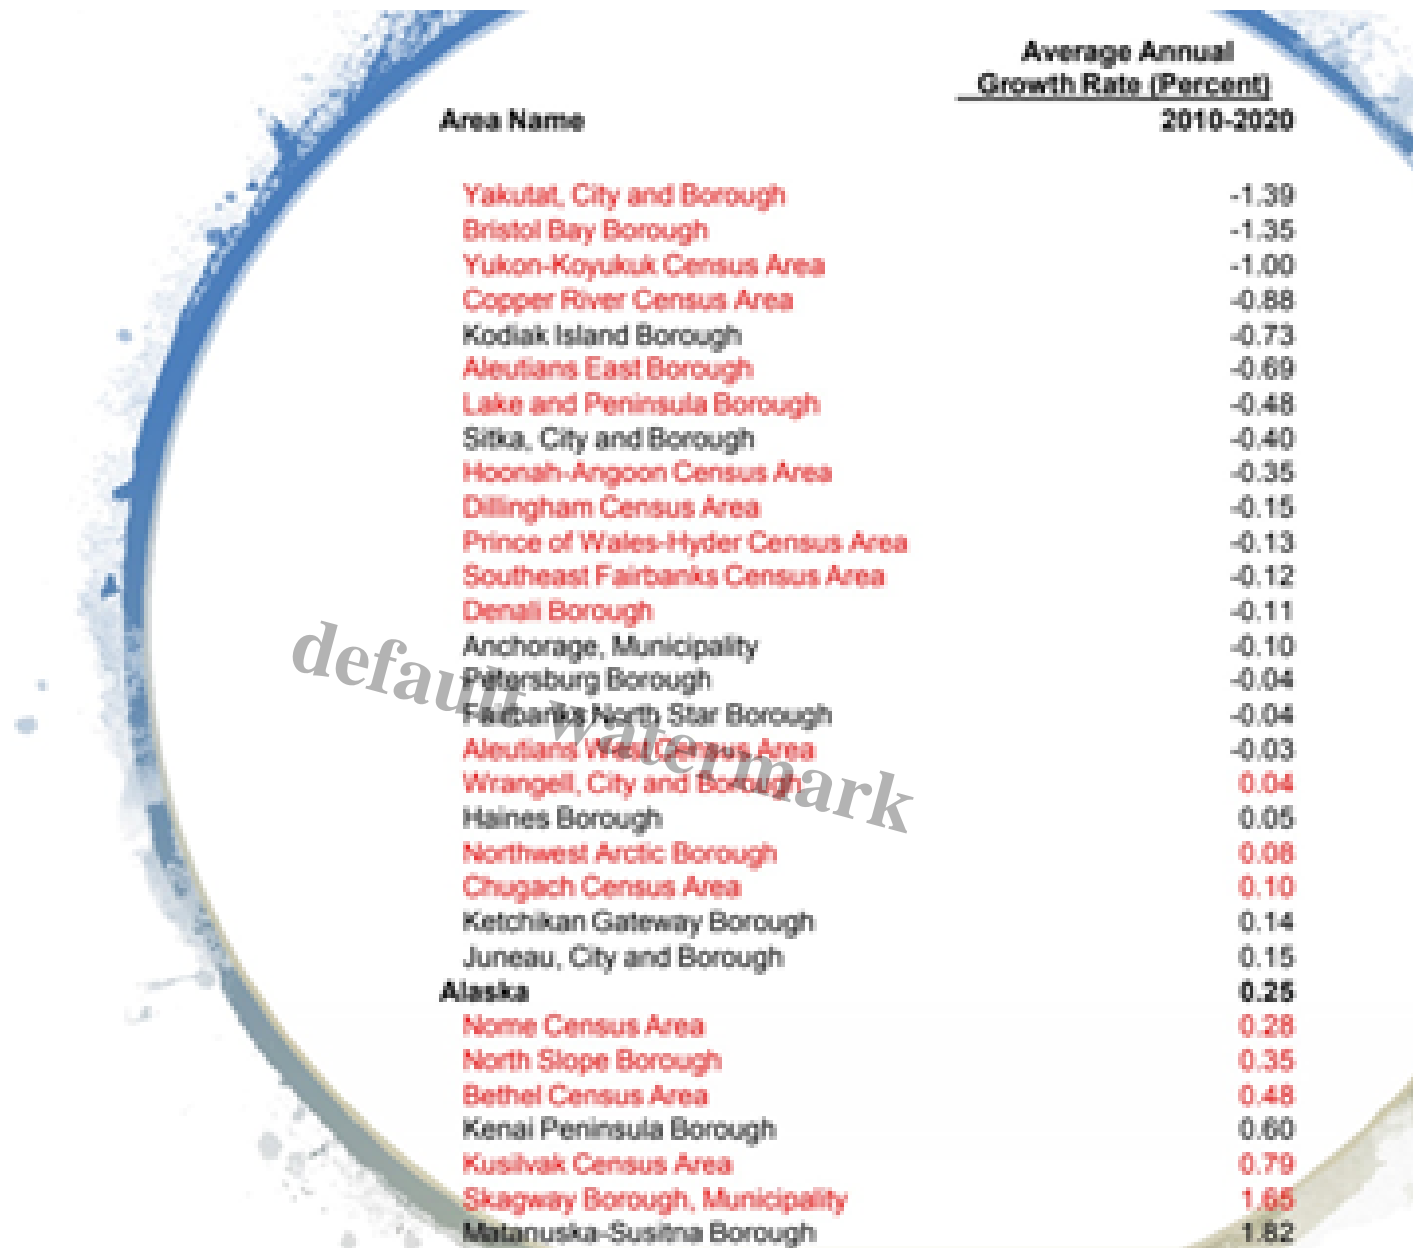 Average Annual
Growth Rate (Percent)
Area Name 2010-2020
Yakutat, City and Borough -1.39
Bristol Bay Borough -1.35
Yukon-Koyukuk Census Area -1.00
Copper River Census Area -0.88
Kodiak Island Borough -0.73
Aleutians East Borough -0.69
Lake and Peninsula Borough -0.48
Sitka, City and Borough -0.40
Hoonah-Angoon Census Area -0.35
Dillingham Census Area -0.15
Prince of Wales-Hyder Census Area -0.13
Southeast Fairbanks Census Area -0.12
Denali Borough -0.11
Anchorage, Municipality -0.10
Petersburg Borough -0.04
Fairbanks North Star Borough -0.04
Aleutians West Census Area -0.03
Wrangell, City and Borough 0.04
Haines Borough 0.05
Northwest Arctic Borough 0.08
Chugach Census Area 0.10
Ketchikan Gateway Borough 0.14
Juneau, City and Borough 0.15
Alaska 0.25
Nome Census Area 0.28
North Slope Borough 0.35
Bethel Census Area 0.48
Kenai Peninsula Borough 0.60
Kusilvak Census Area 0.79
Skagway Borough, Municipality 1.65
Matanuska-Susitna Borough 1.82
default watermark